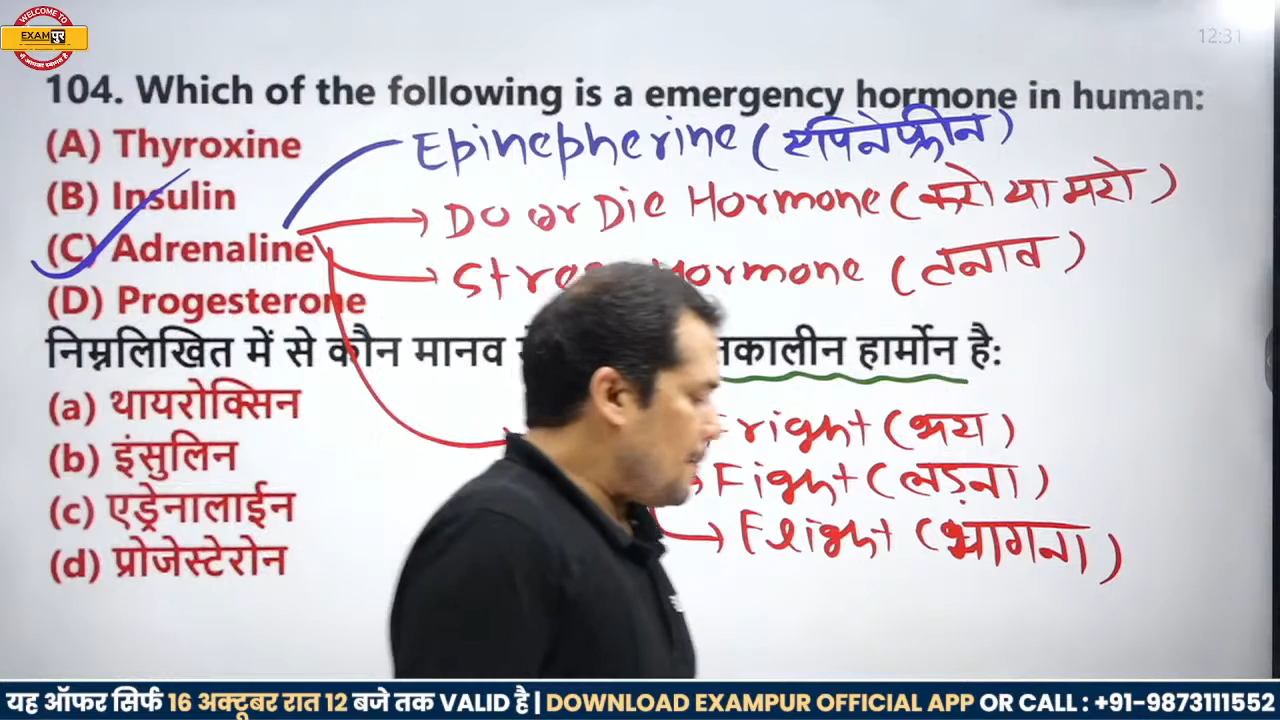 WELCOME TO
EXAMपुर
12:31
104. Which of the following is a emergency hormone in human:
(A) Thyroxine
Epinepherine (एपिनेफ्रीन)
(B) Insulin
Do or Die Hormone (करो या मरो)
(C) Adrenaline
Hormone (तनाव)
(D) Progesterone
निम्नलिखित में से कौन मानव हार्मोन है:
(a) थायरोक्सिन
Fright (भय)
(b) इंसुलिन
Fight (लड़ना)
(c) एड्रेनालाईन
Flight (भागना)
(d) प्रोजेस्टेरोन
यह ऑफर सिर्फ 16 अक्टूबर रात 12 बजे तक VALID है | DOWNLOAD EXAMPUR OFFICIAL APP OR CALL : +91-9873111552